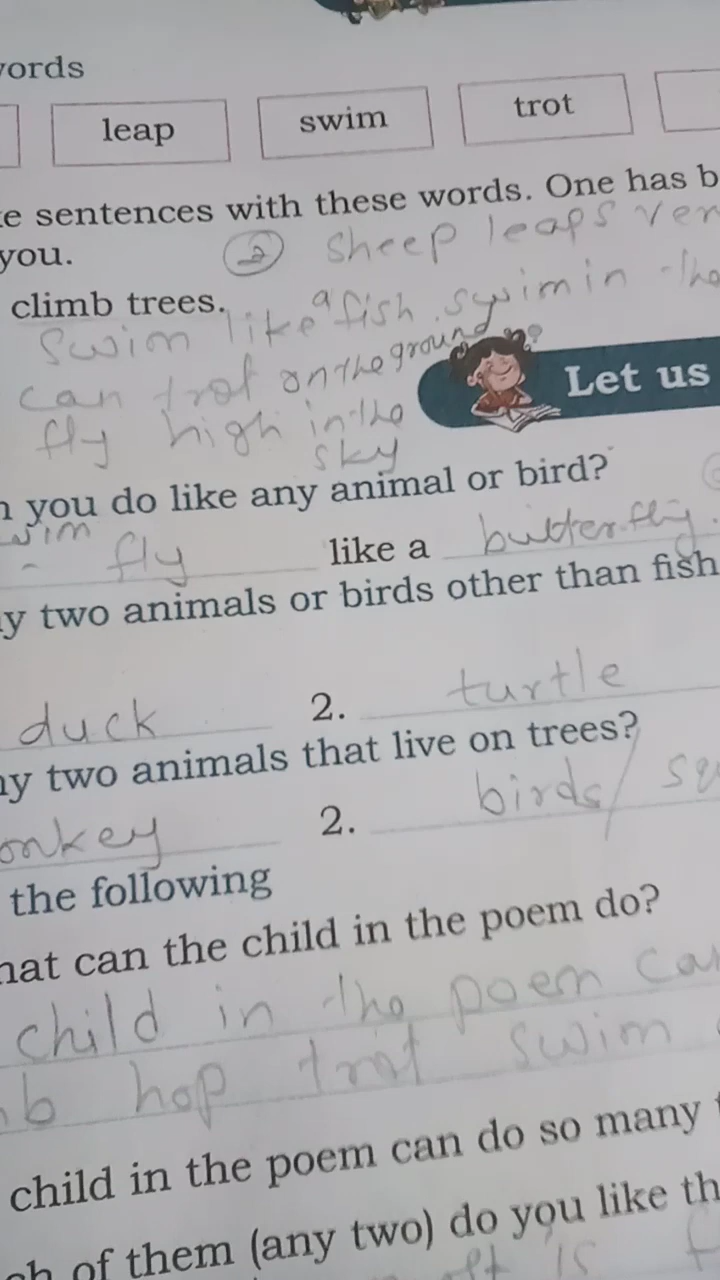 words
leap swim trot
sentences with these words. One has b
you. 2 sheep leaps
climb trees.
swim like a fish. swim in the
can trot on the ground
Let us
fly high in the
sky
you do like any animal or bird?
fly like a butterfly.
two animals or birds other than fish
duck 2. turtle
two animals that live on trees?
onkey 2. birds/
the following
hat can the child in the poem do?
child in the poem can
hop trot swim
child in the poem can do so many
of them (any two) do you like th
is